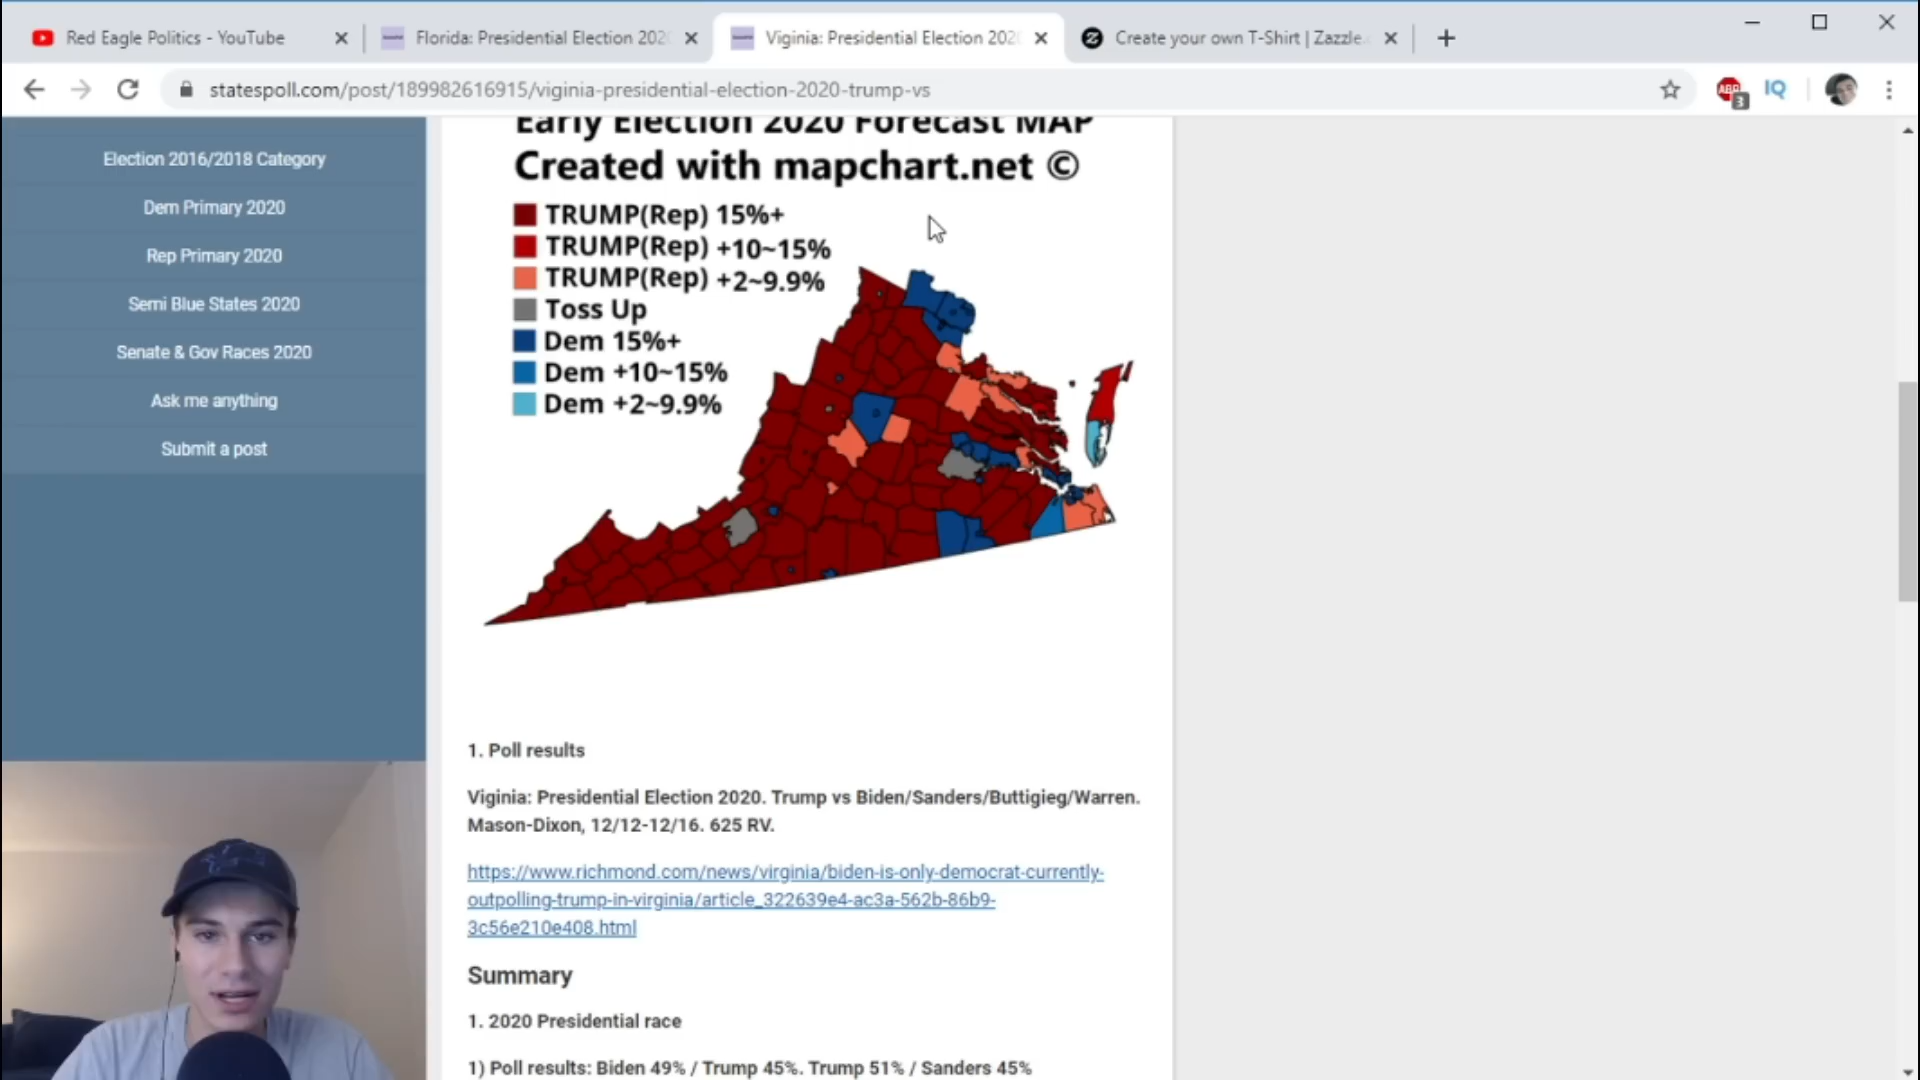 Red Eagle Politics - YouTube
Florida: Presidential Election 202
Viginia: Presidential Election 202
Create your own T-Shirt | Zazzle.
statespoll.com/post/189982616915/viginia-presidential-election-2020-trump-vs
ABP
3
IQ
Election 2016/2018 Category
Dem Primary 2020
Rep Primary 2020
Semi Blue States 2020
Senate & Gov Races 2020
Ask me anything
Submit a post
Early Election 2020 Forecast MAP
Created with mapchart.net ©
TRUMP(Rep) 15%+
TRUMP(Rep) +10~15%
TRUMP(Rep) +2~9.9%
Toss Up
Dem 15%+
Dem +10~15%
Dem +2~9.9%
1. Poll results
Viginia: Presidential Election 2020. Trump vs Biden/Sanders/Buttigieg/Warren.
Mason-Dixon, 12/12-12/16. 625 RV.
https://www.richmond.com/news/virginia/biden-is-only-democrat-currently-
outpolling-trump-in-virginia/article_322639e4-ac3a-562b-86b9-
3c56e210e408.html
Summary
1. 2020 Presidential race
1) Poll results: Biden 49% / Trump 45%. Trump 51% / Sanders 45%